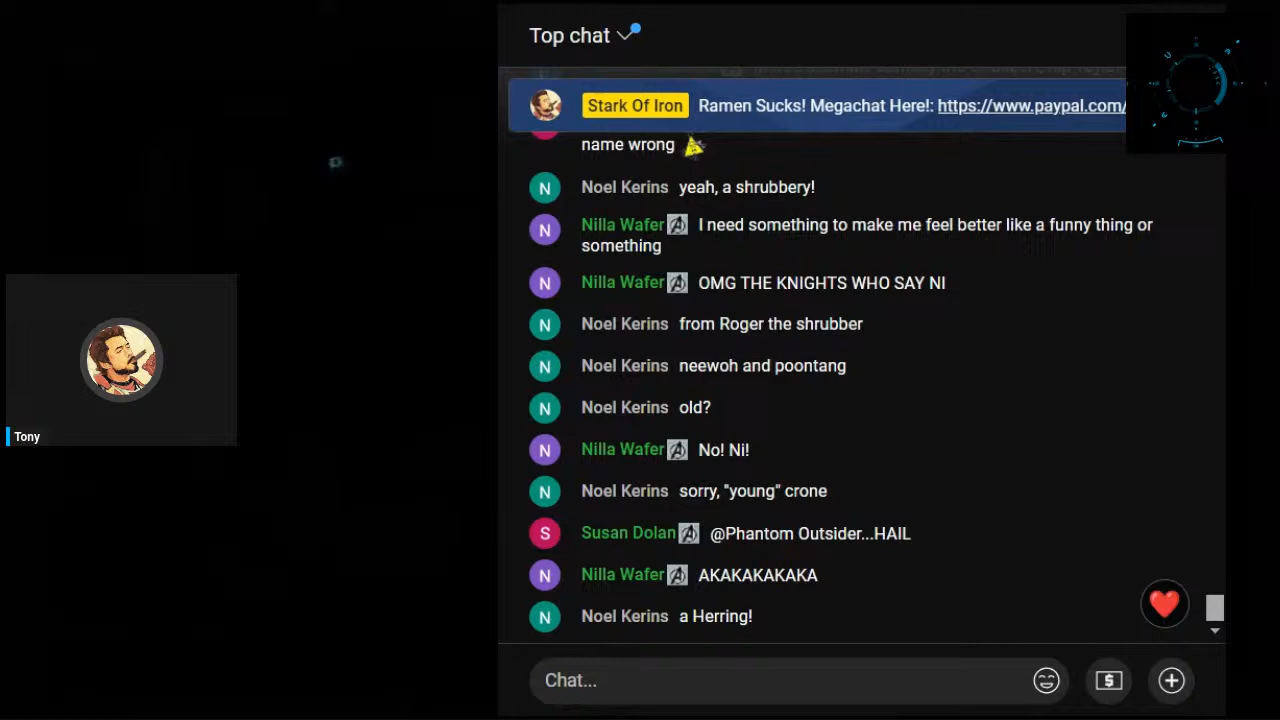 Top chat
Stark Of Iron Ramen Sucks! Megachat Here!: https://www.paypal.com/
name wrong
N Noel Kerins yeah, a shrubbery!
N Nilla Wafer I need something to make me feel better like a funny thing or
something
N Nilla Wafer OMG THE KNIGHTS WHO SAY NI
N Noel Kerins from Roger the shrubber
N Noel Kerins neewoh and poontang
N Noel Kerins old?
N Nilla Wafer No! Ni!
N Noel Kerins sorry, "young" crone
S Susan Dolan @Phantom Outsider...HAIL
N Nilla Wafer AKAKAKAKAKA
N Noel Kerins a Herring!
Chat...
Tony